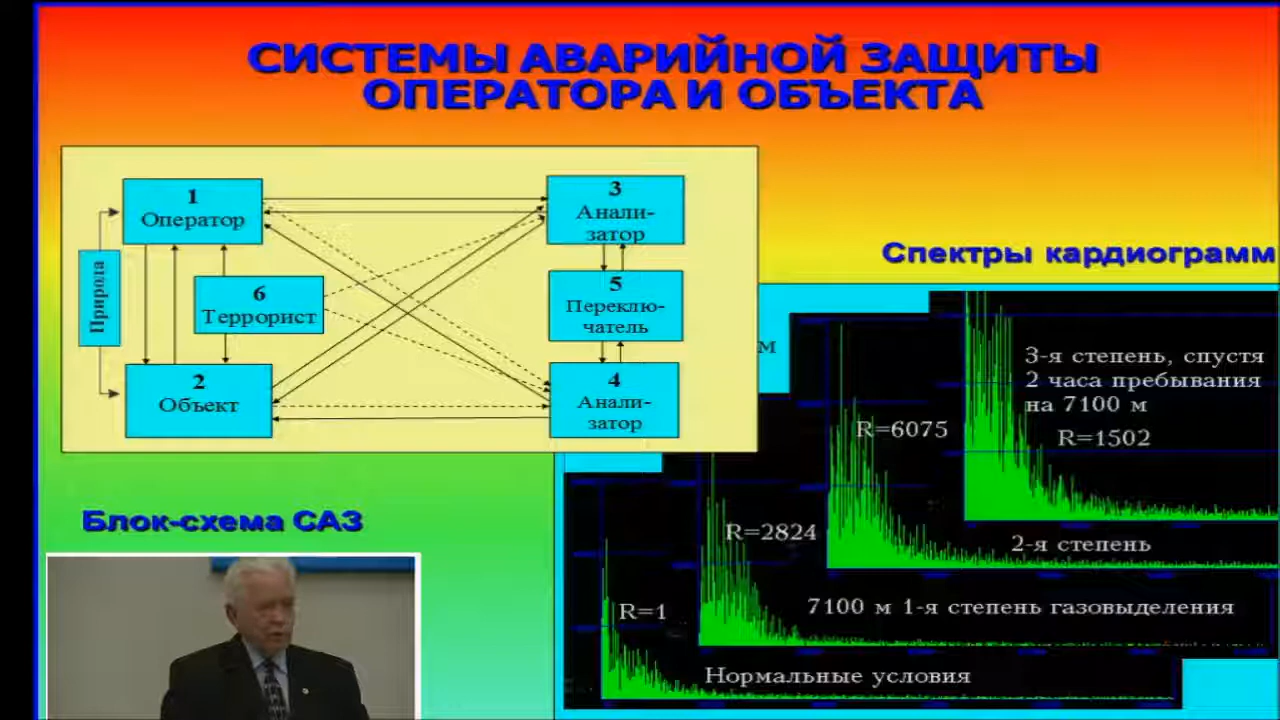 СИСТЕМЫ АВАРИЙНОЙ ЗАЩИТЫ
ОПЕРАТОРА И ОБЪЕКТА
1
Оператор
3
Анали-
затор
Природа
6
Террорист
5
Переклю-
чатель
2
Объект
4
Анали-
затор
Блок-схема САЗ
Спектры кардиограмм
м
3-я степень, спустя
2 часа пребывания
на 7100 м
R=1502
R=6075
2-я степень
R=2824
7100 м 1-я степень газовыделения
R=1
Нормальные условия